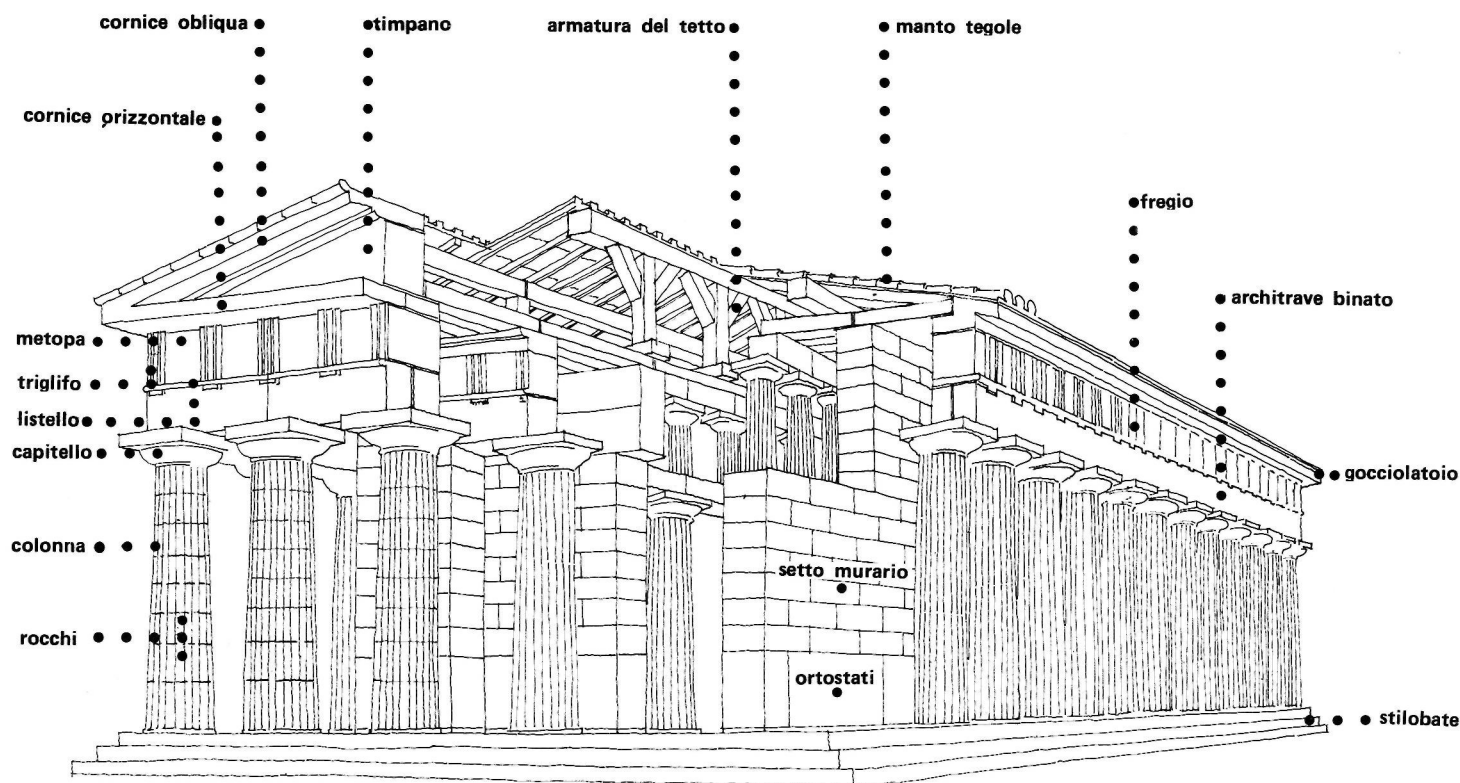 cornice obliqua
timpano
armatura del tetto
manto tegole
cornice orizzontale
fregio
architrave binato
metopa
triglifo
listello
capitello
gocciolatoio
colonna
setto murario
rocchi
ortostati
stilobate